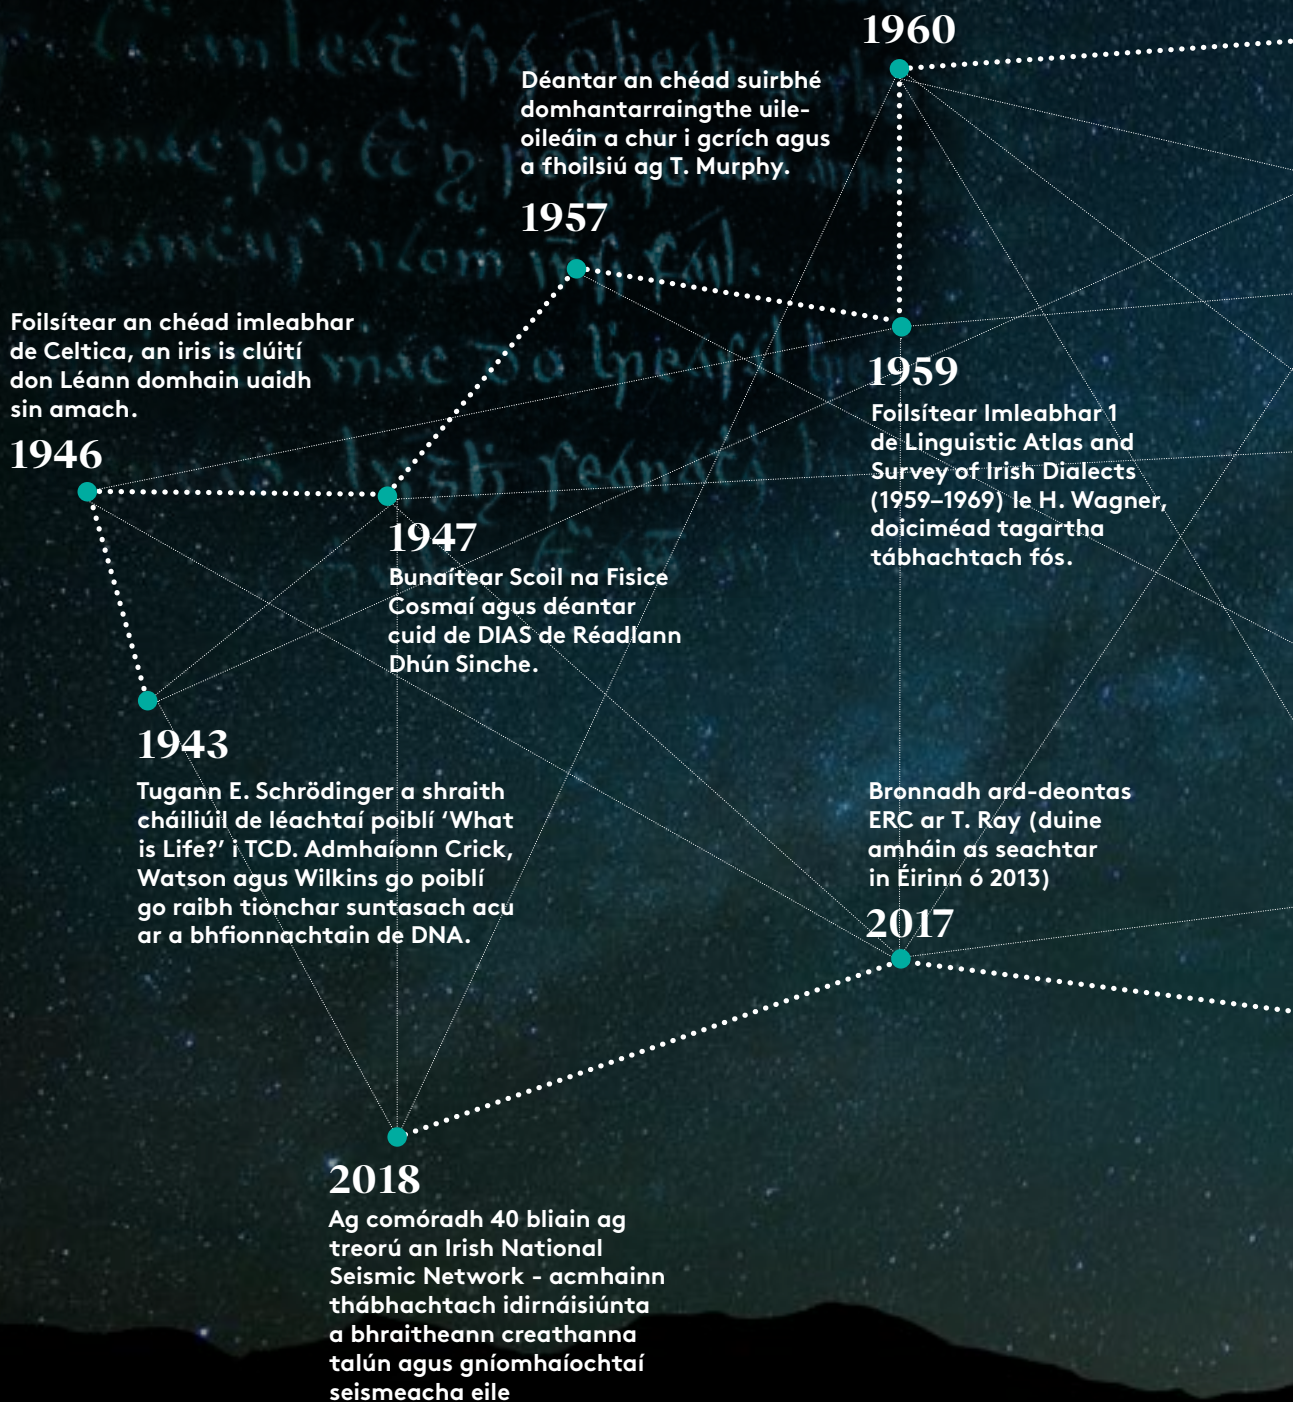 1960
Déantar an chéad suirbhé
domhantarraingthe uile-
oileáin a chur i gcrích agus
a fhoilsiú ag T. Murphy.
1957
Foilsítear an chéad imleabhar
de Celtica, an iris is clúití
don Léann domhain uaidh
sin amach.
1946
1959
Foilsítear Imleabhar 1
de Linguistic Atlas and
Survey of Irish Dialects
(1959–1969) le H. Wagner,
doiciméad tagartha
tábhachtach fós.
1947
Bunaítear Scoil na Fisice
Cosmaí agus déantar
cuid de DIAS de Réadlann
Dhún Sinche.
1943
Tugann E. Schrödinger a shraith
cháiliúil de léachtaí poiblí ‘What
is Life?’ i TCD. Admhaíonn Crick,
Watson agus Wilkins go poiblí
go raibh tionchar suntasach acu
ar a bhfionnachtain de DNA.
Bronnadh ard-deontas
ERC ar T. Ray (duine
amháin as seachtar
in Éirinn ó 2013)
2017
2018
Ag comóradh 40 bliain ag
treorú an Irish National
Seismic Network - acmhainn
thábhachtach idirnáisiúnta
a bhraitheann creathanna
talún agus gníomhaíochtaí
seismeacha eile